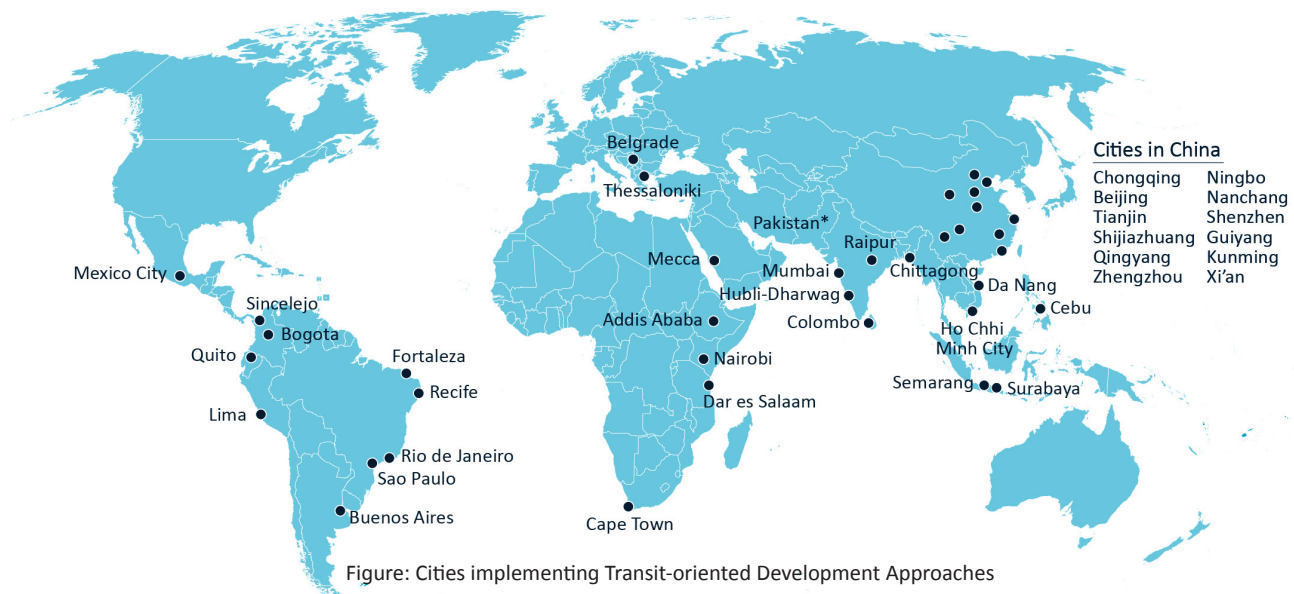 Belgrade
Thessaloniki
Pakistan*
Raipur
Mecca
Mumbai
Chittagong
Hubli-Dharwag
Da Nang
Cebu
Addis Ababa
Colombo
Ho Chhi
Minh City
Nairobi
Semarang
Surabaya
Dar es Salaam
Cape Town
Mexico City
Sincelejo
Bogota
Quito
Fortaleza
Recife
Lima
Rio de Janeiro
Sao Paulo
Buenos Aires
Cities in China
Chongqing Ningbo
Beijing Nanchang
Tianjin Shenzhen
Shijiazhuang Guiyang
Qingyang Kunming
Zhengzhou Xi'an
Figure: Cities implementing Transit-oriented Development Approaches